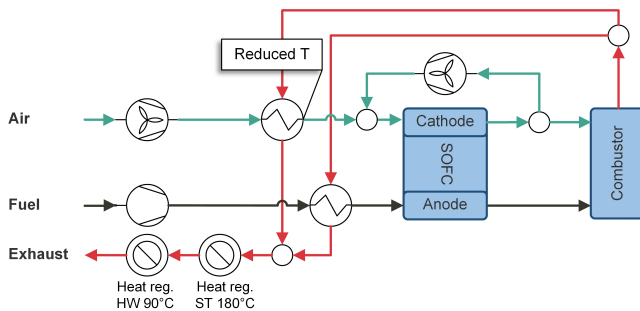 Reduced T
Air
Cathode
SOFC
Combustor
Fuel
Anode
Exhaust
Heat reg.
HW 90°C
Heat reg.
ST 180°C